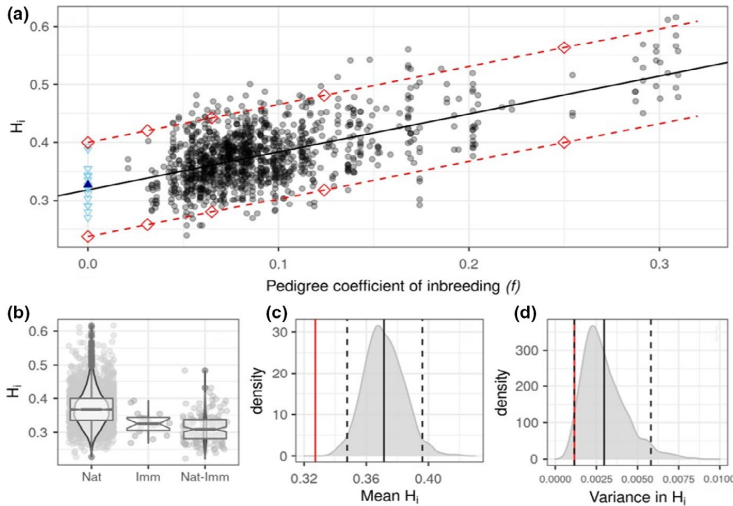 (a)
0.6
0.5
0.4
0.3
Hi
0.0 0.1 0.2 0.3
Pedigree coefficient of inbreeding (f)
(b)
0.6
0.5
0.4
0.3
Hi
Nat Imm Nat-Imm
(c)
30
20
10
0
density
0.32 0.36 0.40
Mean Hi
(d)
300
200
100
0
density
0.0000 0.0025 0.0050 0.0075 0.0100
Variance in Hi